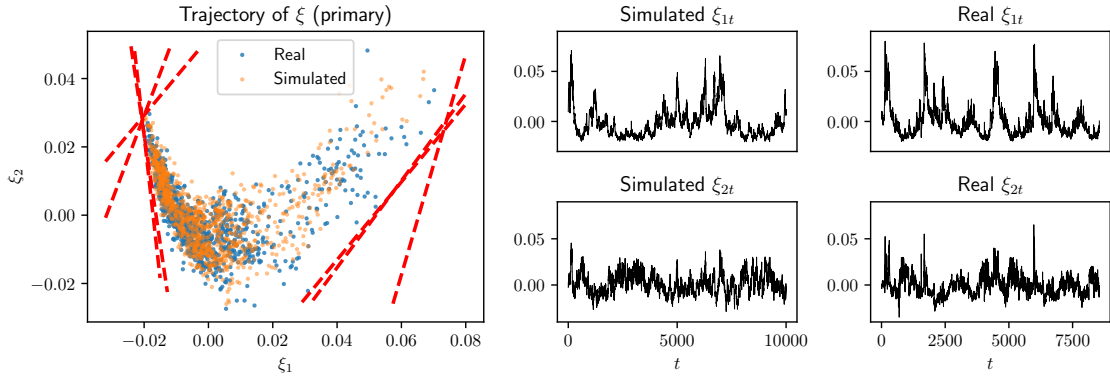 Trajectory of ξ (primary)
Real
Simulated
0.04
0.02
0.00
−0.02
ξ2
−0.02 0.00 0.02 0.04 0.06 0.08
ξ1
Simulated ξ1t
0.05
0.00
Real ξ1t
0.05
0.00
Simulated ξ2t
0.05
0.00
0 5000 10000
t
Real ξ2t
0.05
0.00
0 2500 5000 7500
t